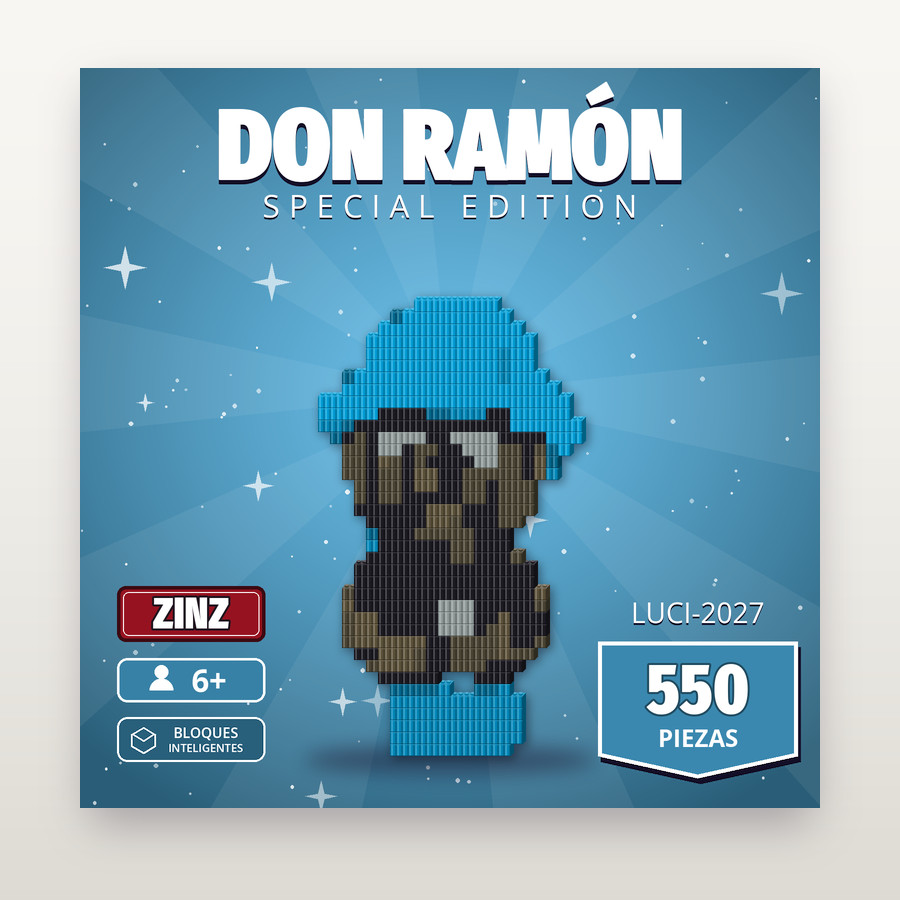 DON RAMÓN
SPECIAL EDITION
ZINZ
6+
BLOQUES
INTELIGENTES
LUCI-2027
550
PIEZAS